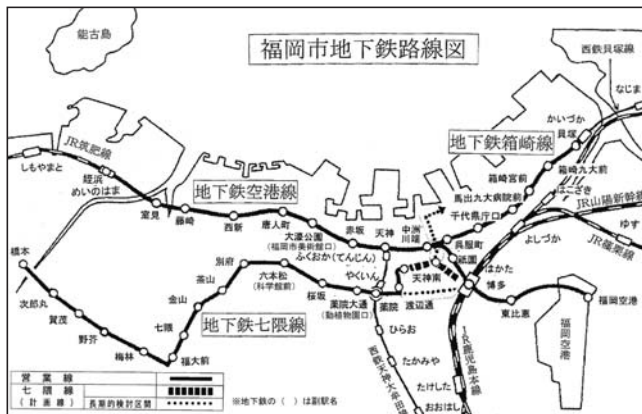 能古島
福岡市地下鉄路線図
西鉄貝塚線
なじま
かいづか
貝塚
地下鉄箱崎線
JR筑肥線
しもやまと
姪浜
めいのはま
地下鉄空港線
箱崎宮前
箱崎九大前
馬出九大病院前
はこざき
JR山陽新幹線
千代県庁口
ゆす
室見
藤崎
西新
唐人町
大濠公園
(福岡市美術館口)
赤坂
天神
ふくおか(てんじん)
中洲
川端
呉服町
祇園
よしづか
JR篠栗線
橋本
別府
六本松
(科学館前)
やくいん
天神南
はかた
博多
次郎丸
茶山
桜坂
薬院大通
(動植物園口)
薬院
渡辺通
福岡空港
賀茂
金山
地下鉄七隈線
ひらお
東比恵
野芥
七隈
福岡空港
梅林
福大前
西鉄天神大牟田線
たかみや
JR鹿児島本線
たけした
おおはし
営業線
七隈線
(計画線)
長期的検討区間
※地下鉄の( )は副駅名